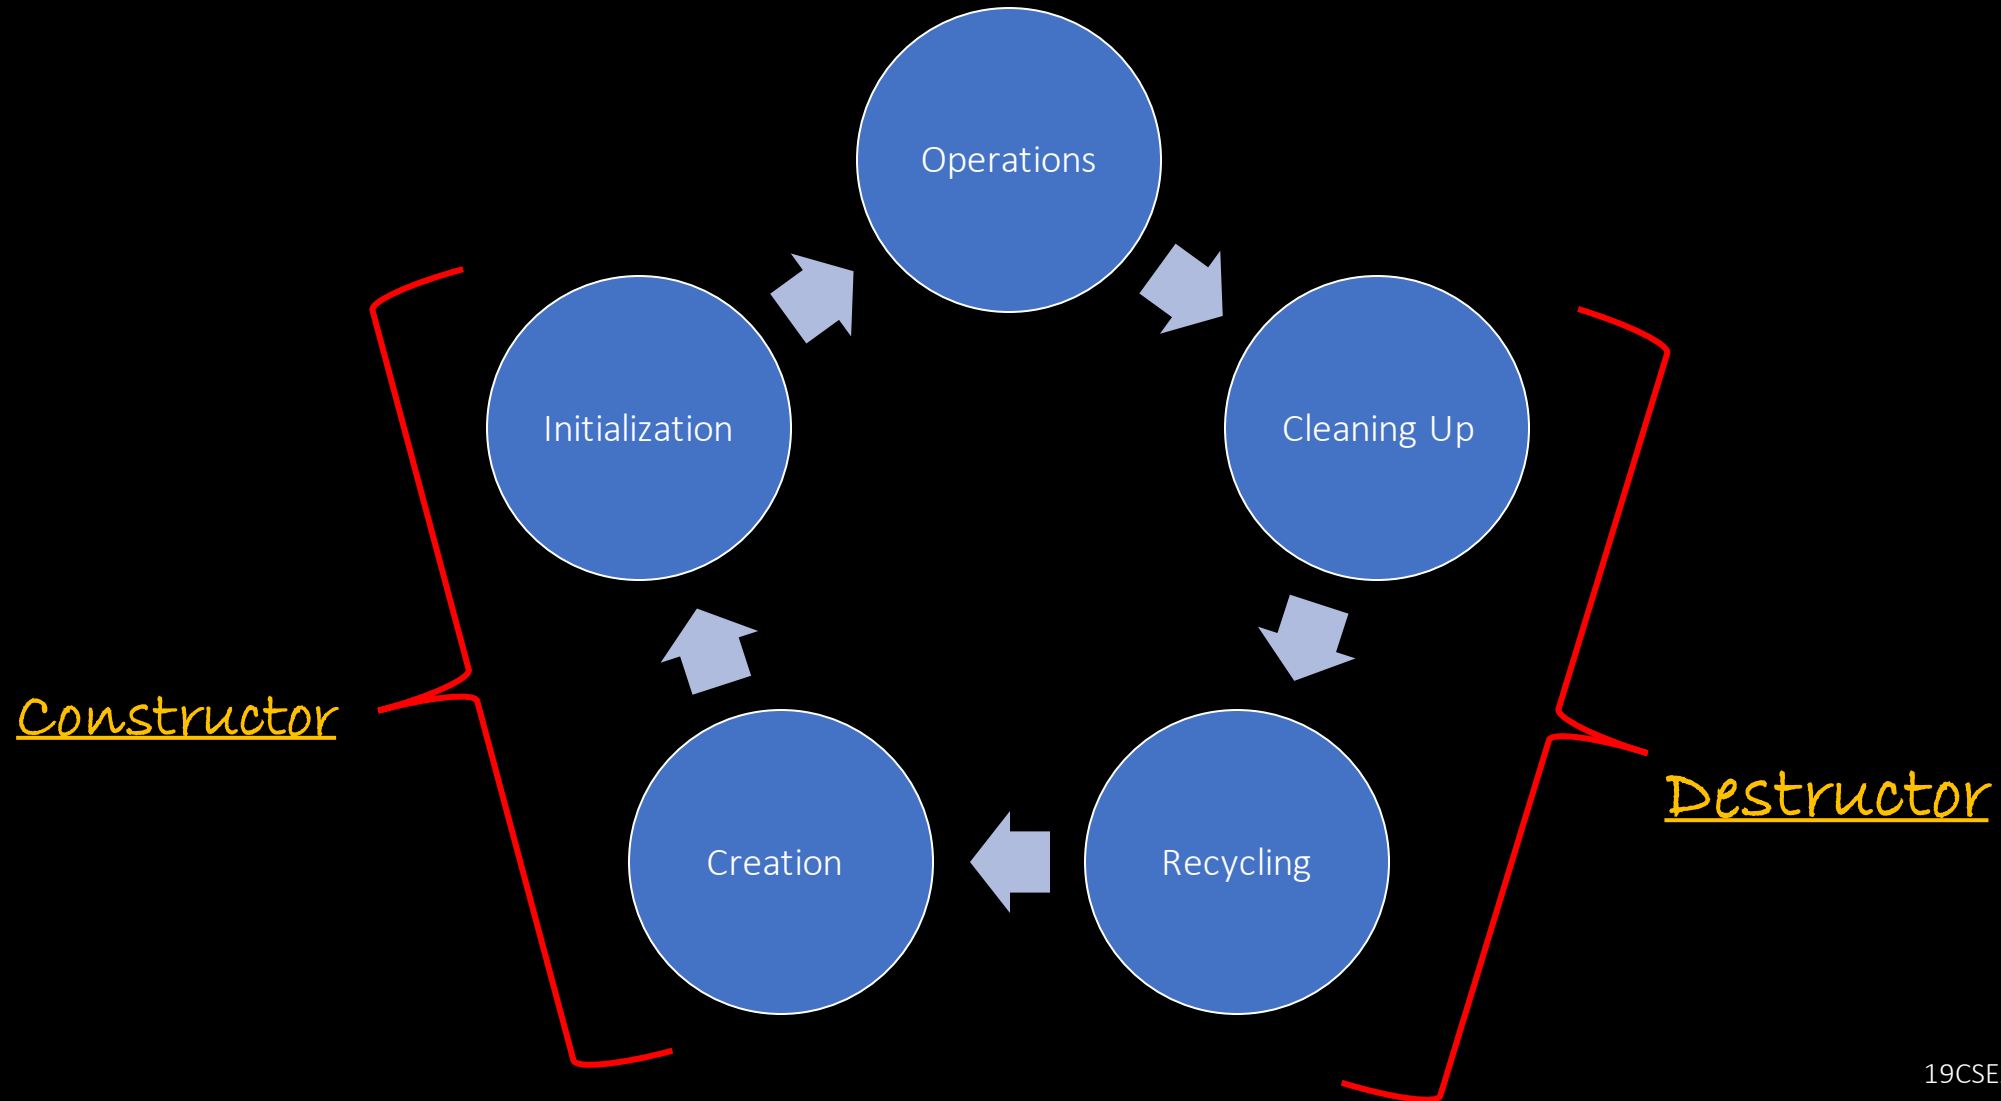 Operations
Initialization
Cleaning Up
Constructor
Destructor
Creation
Recycling
19CSE